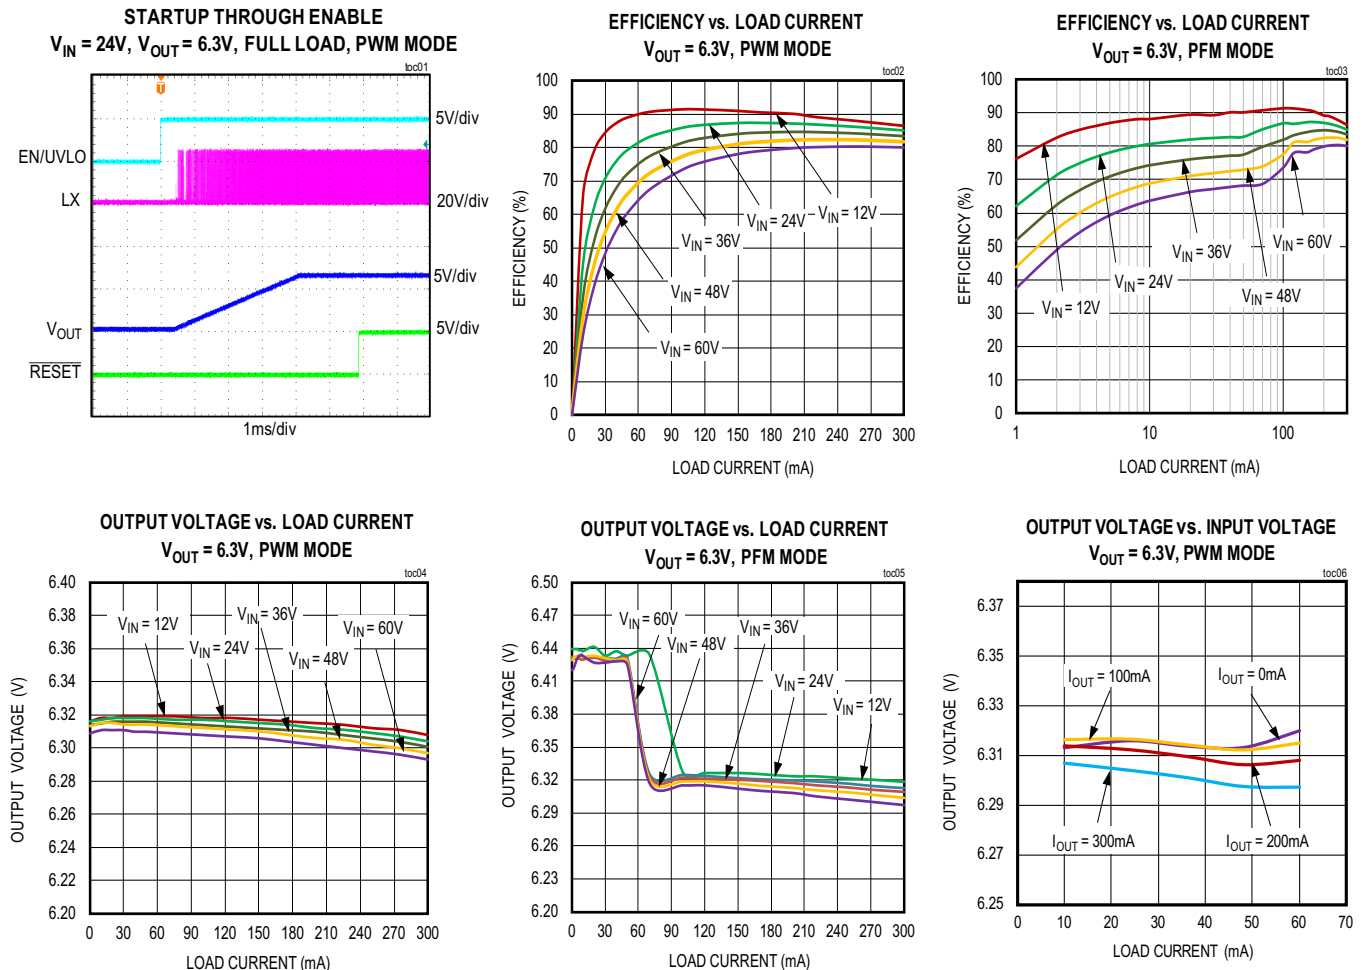 STARTUP THROUGH ENABLE
VIN = 24V, VOUT = 6.3V, FULL LOAD, PWM MODE
toc01
T
5V/div
EN/UVLO
LX
20V/div
5V/div
VOUT
5V/div
RESET
1ms/div
EFFICIENCY vs. LOAD CURRENT
VOUT = 6.3V, PWM MODE
toc02
100
90
80
70
60
50
40
30
20
10
0
EFFICIENCY (%)
VIN = 12V
VIN = 24V
VIN = 36V
VIN = 48V
VIN = 60V
0 30 60 90 120 150 180 210 240 270 300
LOAD CURRENT (mA)
EFFICIENCY vs. LOAD CURRENT
VOUT = 6.3V, PFM MODE
toc03
100
90
80
70
60
50
40
30
20
10
0
EFFICIENCY (%)
VIN = 60V
VIN = 36V
VIN = 24V
VIN = 48V
VIN = 12V
1 10 100
LOAD CURRENT (mA)
OUTPUT VOLTAGE vs. LOAD CURRENT
VOUT = 6.3V, PWM MODE
toc04
6.40
6.38
6.36
6.34
6.32
6.30
6.28
6.26
6.24
6.22
6.20
OUTPUT VOLTAGE (V)
VIN = 36V
VIN = 12V
VIN = 60V
VIN = 24V
VIN = 48V
0 30 60 90 120 150 180 210 240 270 300
LOAD CURRENT (mA)
OUTPUT VOLTAGE vs. LOAD CURRENT
VOUT = 6.3V, PFM MODE
toc05
6.50
6.47
6.44
6.41
6.38
6.35
6.32
6.29
6.26
6.23
6.20
OUTPUT VOLTAGE (V)
VIN = 60V
VIN = 36V
VIN = 48V
VIN = 24V
VIN = 12V
0 30 60 90 120 150 180 210 240 270 300
LOAD CURRENT (mA)
OUTPUT VOLTAGE vs. INPUT VOLTAGE
VOUT = 6.3V, PWM MODE
toc06
6.37
6.35
6.33
6.31
6.29
6.27
6.25
OUTPUT VOLTAGE (V)
IOUT = 100mA
IOUT = 0mA
IOUT = 300mA
IOUT = 200mA
0 10 20 30 40 50 60 70
LOAD CURRENT (mA)